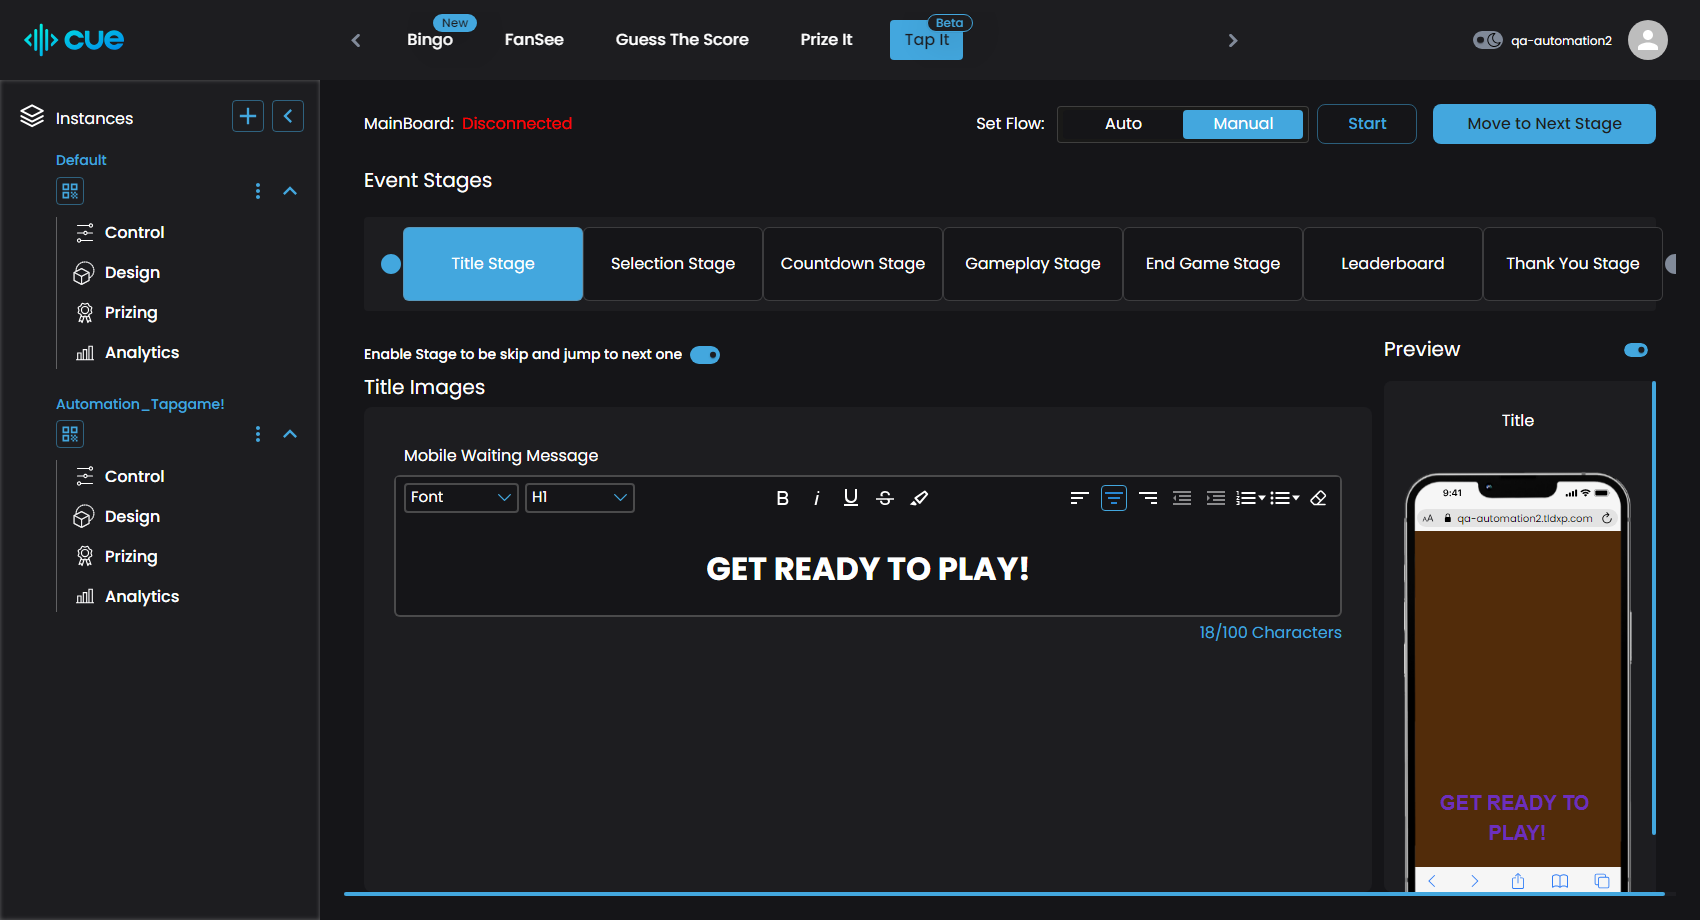 cue
New
Bingo
FanSee
Guess The Score
Prize It
Beta
Tap It
qa-automation2
Instances
Default
Control
Design
Prizing
Analytics
Automation_Tapgame!
Control
Design
Prizing
Analytics
MainBoard: Disconnected
Set Flow:
Auto
Manual
Start
Move to Next Stage
Event Stages
Title Stage
Selection Stage
Countdown Stage
Gameplay Stage
End Game Stage
Leaderboard
Thank You Stage
Enable Stage to be skip and jump to next one
Title Images
Mobile Waiting Message
Font
H1
B
i
U
S
GET READY TO PLAY!
18/100 Characters
Preview
Title
9:41
AA
qa-automation2.tldxp.com
GET READY TO
PLAY!